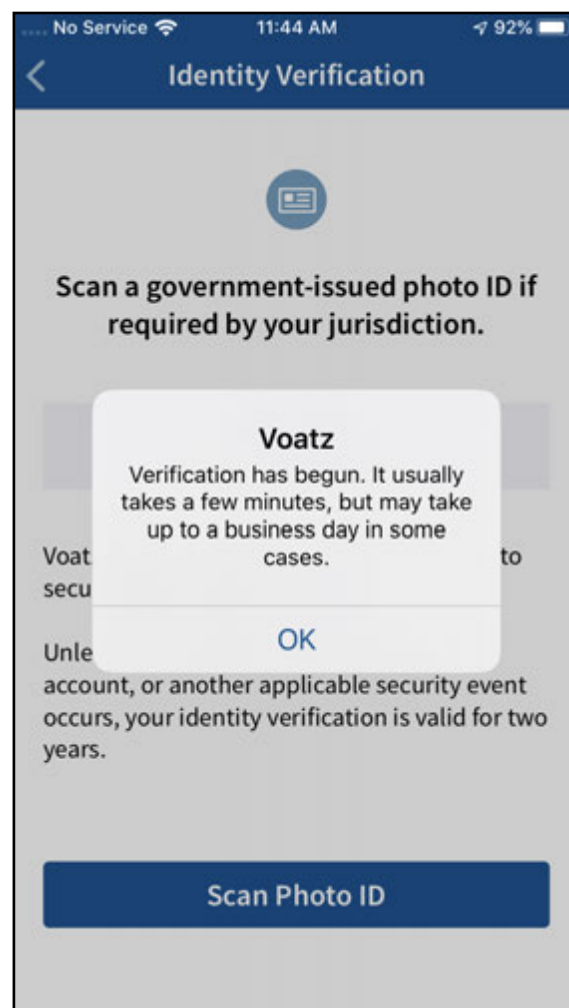 No Service 11:44 AM 92%
Identity Verification
Scan a government-issued photo ID if
required by your jurisdiction.
Voatz
Verification has begun. It usually
takes a few minutes, but may take
up to a business day in some
cases.
OK
Voat to
secu
Unle
account, or another applicable security event
occurs, your identity verification is valid for two
years.
Scan Photo ID